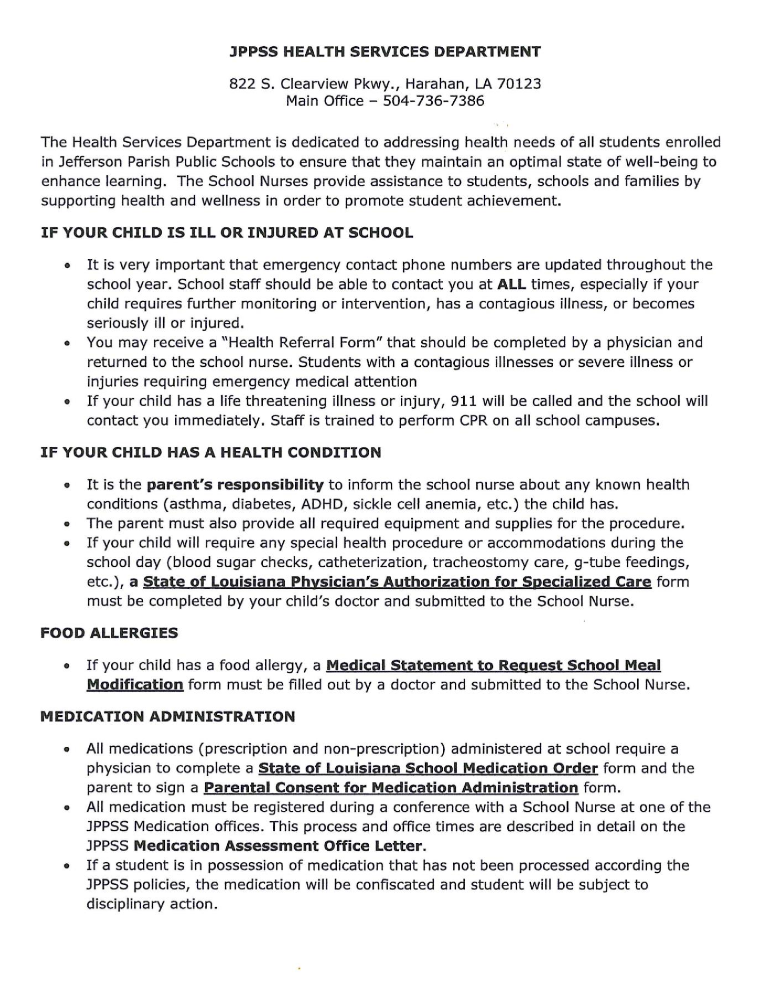 JPPSS HEALTH SERVICES DEPARTMENT
822 S. Clearview Pkwy., Harahan, LA 70123
Main Office – 504-736-7386
The Health Services Department is dedicated to addressing health needs of all students enrolled
in Jefferson Parish Public Schools to ensure that they maintain an optimal state of well-being to
enhance learning.  The School Nurses provide assistance to students, schools and families by
supporting health and wellness in order to promote student achievement.
IF YOUR CHILD IS ILL OR INJURED AT SCHOOL
• It is very important that emergency contact phone numbers are updated throughout the
school year. School staff should be able to contact you at ALL times, especially if your
child requires further monitoring or intervention, has a contagious illness, or becomes
seriously ill or injured.
• You may receive a “Health Referral Form” that should be completed by a physician and
returned to the school nurse. Students with a contagious illnesses or severe illness or
injuries requiring emergency medical attention
• If your child has a life threatening illness or injury, 911 will be called and the school will
contact you immediately. Staff is trained to perform CPR on all school campuses.
IF YOUR CHILD HAS A HEALTH CONDITION
• It is the parent’s responsibility to inform the school nurse about any known health
conditions (asthma, diabetes, ADHD, sickle cell anemia, etc.) the child has.
• The parent must also provide all required equipment and supplies for the procedure.
• If your child will require any special health procedure or accommodations during the
school day (blood sugar checks, catheterization, tracheostomy care, g-tube feedings,
etc.), a State of Louisiana Physician’s Authorization for Specialized Care form
must be completed by your child’s doctor and submitted to the School Nurse.
FOOD ALLERGIES
• If your child has a food allergy, a Medical Statement to Request School Meal
Modification form must be filled out by a doctor and submitted to the School Nurse.
MEDICATION ADMINISTRATION
• All medications (prescription and non-prescription) administered at school require a
physician to complete a State of Louisiana School Medication Order form and the
parent to sign a Parental Consent for Medication Administration form.
• All medication must be registered during a conference with a School Nurse at one of the
JPPSS Medication offices. This process and office times are described in detail on the
JPPSS Medication Assessment Office Letter.
• If a student is in possession of medication that has not been processed according the
JPPSS policies, the medication will be confiscated and student will be subject to
disciplinary action.